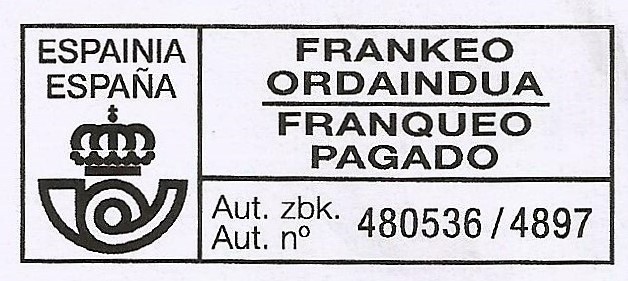 ESPAINIA
ESPAÑA
FRANKEO
ORDAINDUA
FRANQUEO
PAGADO
Aut. zbk.
Aut. nº
480536 / 4897